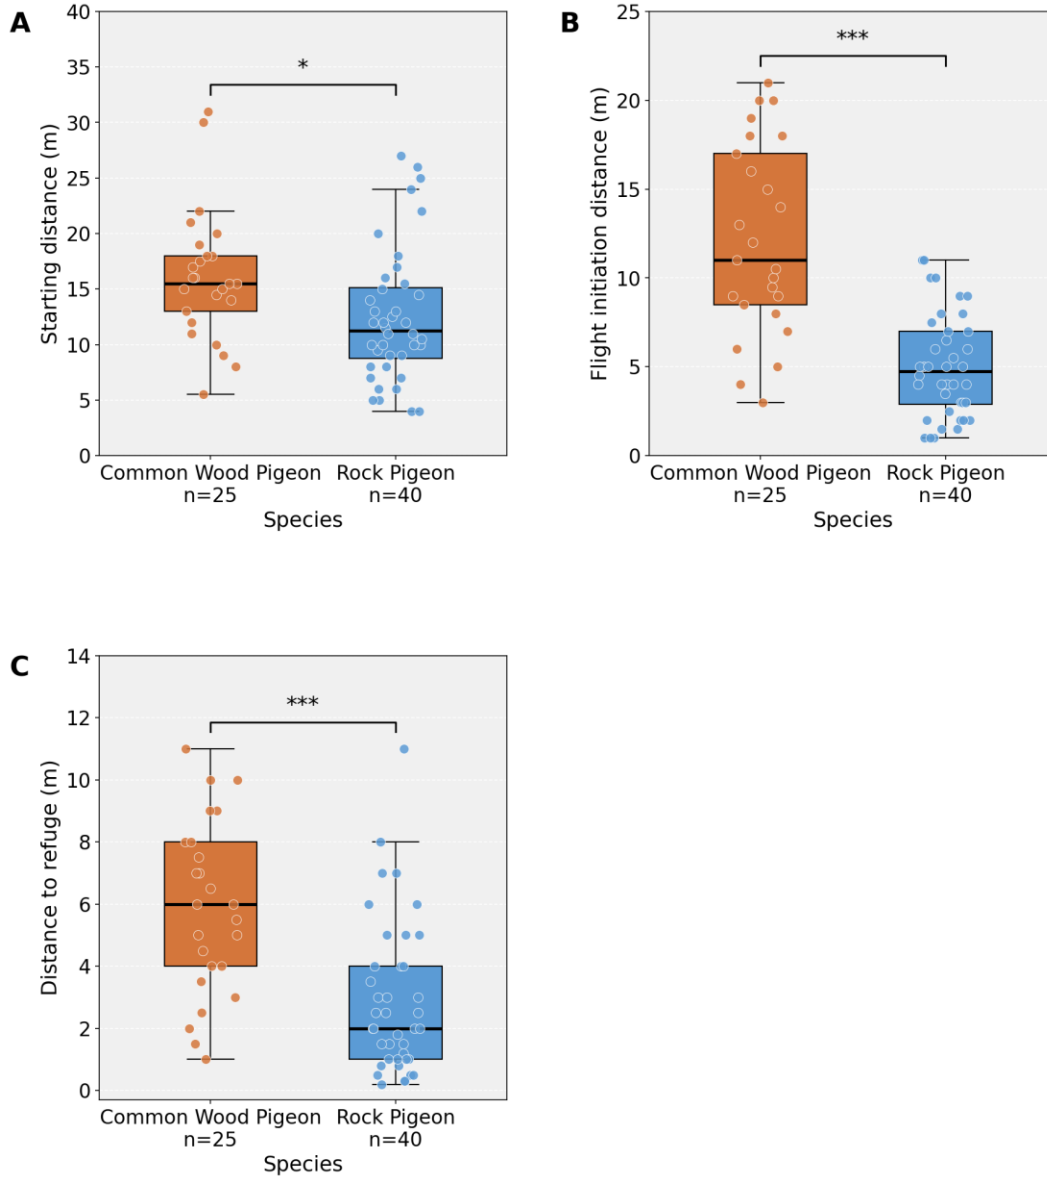 A
Starting distance (m)
40
35
30
25
20
15
10
5
0
*
Common Wood Pigeon
n=25
Rock Pigeon
n=40
Species
B
Flight initiation distance (m)
25
20
15
10
5
0
***
Common Wood Pigeon
n=25
Rock Pigeon
n=40
Species
C
Distance to refuge (m)
14
12
10
8
6
4
2
0
***
Common Wood Pigeon
n=25
Rock Pigeon
n=40
Species